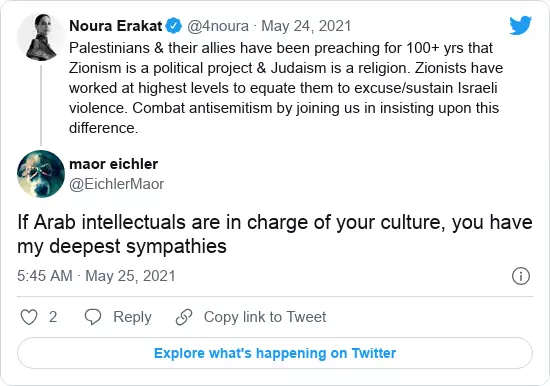 Noura Erakat @4noura · May 24, 2021
Palestinians & their allies have been preaching for 100+ yrs that
Zionism is a political project & Judaism is a religion. Zionists have
worked at highest levels to equate them to excuse/sustain Israeli
violence. Combat antisemitism by joining us in insisting upon this
difference.
maor eichler
@EichlerMaor
If Arab intellectuals are in charge of your culture, you have
my deepest sympathies
5:45 AM · May 25, 2021
2 Reply Copy link to Tweet
Explore what's happening on Twitter